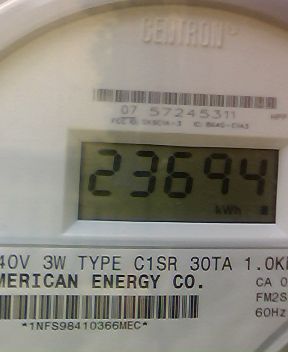 CENTRON
07 57245311
23694
kWh
40V 3W TYPE C1SR 30TA 1.0K
MERICAN ENERGY CO.
CA 0
FM2S
60Hz
*1NFS98410366MEC*